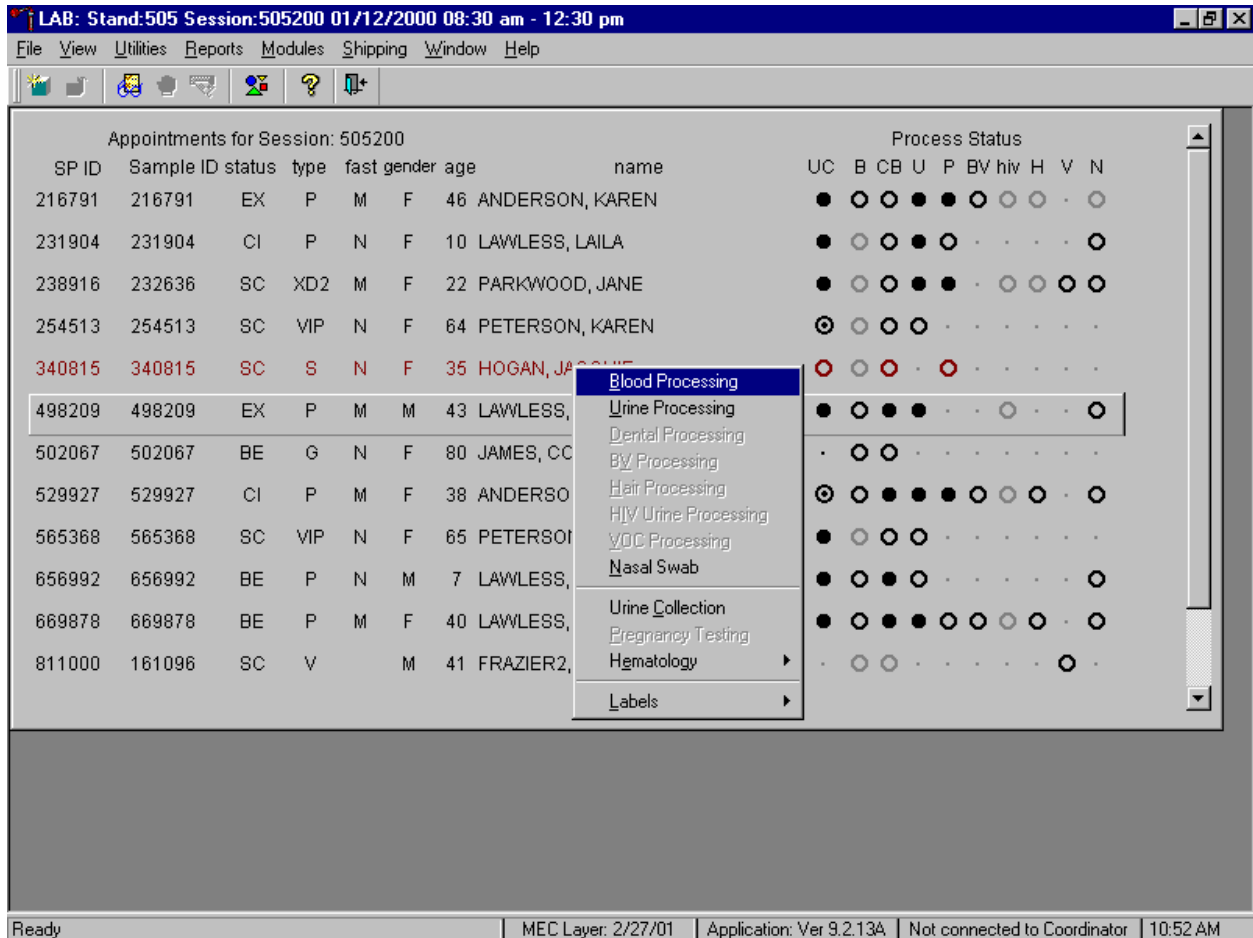 LAB: Stand:505 Session:505200 01/12/2000 08:30 am - 12:30 pm
File View Utilities Reports Modules Shipping Window Help
Appointments for Session: 505200 Process Status
SP ID Sample ID status type fast gender age name UC B CB U P BV hiv H V N
216791 216791 EX P M F 46 ANDERSON, KAREN
231904 231904 CI P N F 10 LAWLESS, LAILA
238916 232636 SC XD2 M F 22 PARKWOOD, JANE
254513 254513 SC VIP N F 64 PETERSON, KAREN
340815 340815 SC S N F 35 HOGAN,
498209 498209 EX P M M 43 LAWLESS,
502067 502067 BE G N F 80 JAMES,
529927 529927 CI P M F 38
565368 565368 SC VIP N F 65
656992 656992 BE P N M 7 LAWLESS,
669878 669878 BE P M F 40 LAWLESS,
811000 161096 SC V M 41 FRAZIER2,
Blood Processing
Urine Processing
Dental Processing
BV Processing
Hair Processing
HIV Urine Processing
VOC Processing
Nasal Swab
Urine Collection
Pregnancy Testing
Hematology
Labels
Ready MEC Layer: 2/27/01 Application: Ver 9.2.13A Not connected to Coordinator 10:52 AM